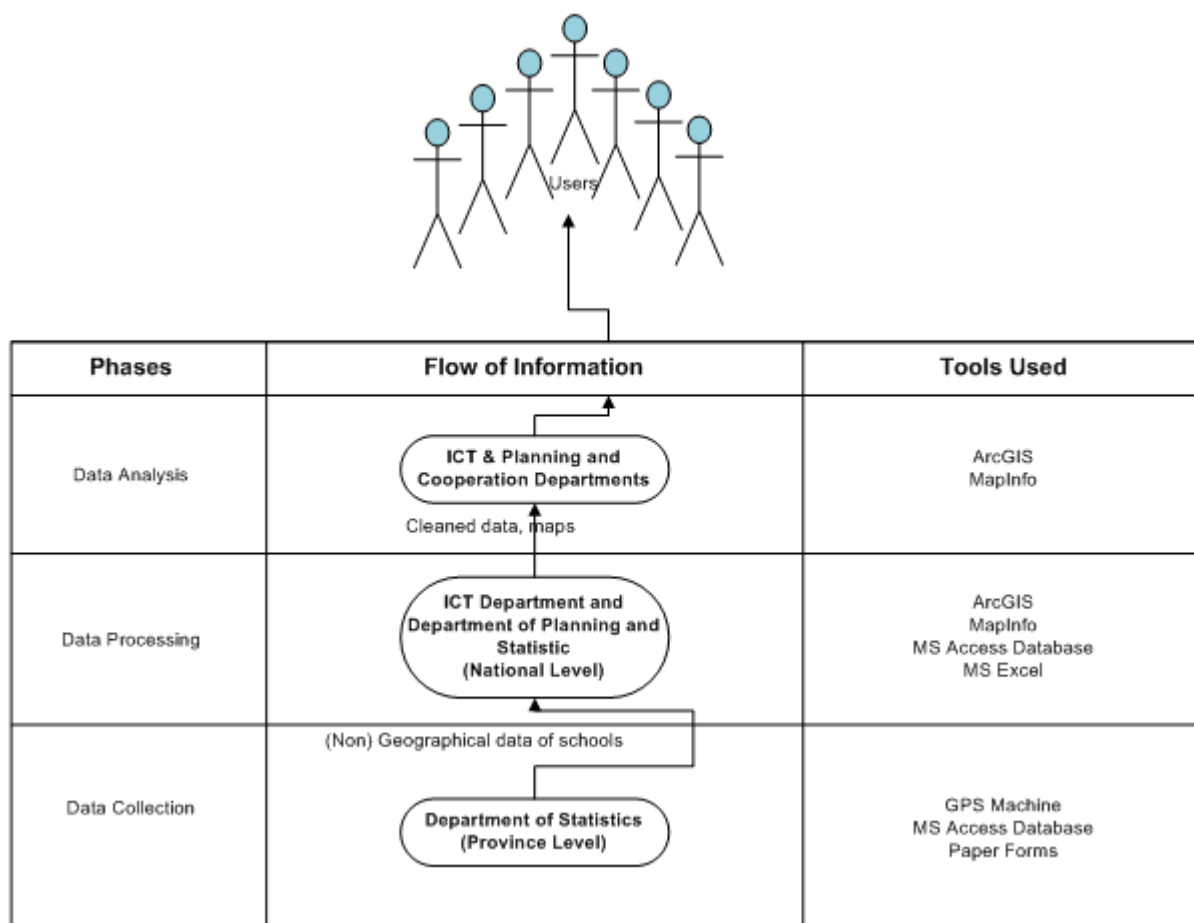 Users
Phases
Flow of Information
Tools Used
Data Analysis
ICT & Planning and
Cooperation Departments
ArcGIS
MapInfo
Cleaned data, maps
Data Processing
ICT Department and
Department of Planning and
Statistic
(National Level)
ArcGIS
MapInfo
MS Access Database
MS Excel
(Non) Geographical data of schools
Data Collection
Department of Statistics
(Province Level)
GPS Machine
MS Access Database
Paper Forms